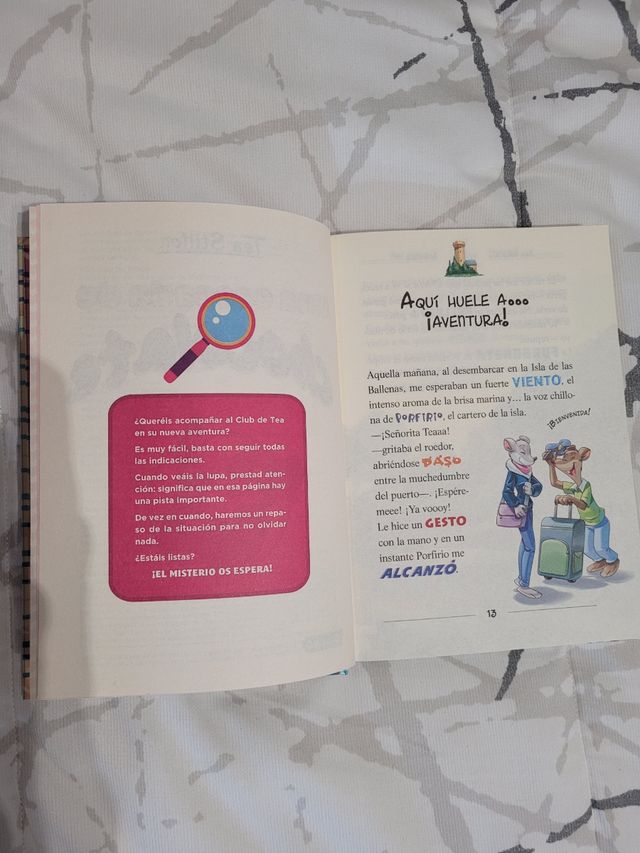 ¿Queréis acompañar al Club de Tea
en su nueva aventura?
Es muy fácil, basta con seguir todas
las indicaciones.
Cuando veáis la lupa, prestad aten-
ción: significa que en esa página hay
una pista importante.
De vez en cuando, haremos un repa-
so de la situación para no olvidar
nada.
¿Estáis listas?
¡EL MISTERIO OS ESPERA!
AQUÍ HUELE A...
¡AVENTURA!
Aquella mañana, al desembarcar en la Isla de las
Ballenas, me esperaban un fuerte VIENTO, el
intenso aroma de la brisa marina y... la voz chillo-
na de PORFIRIO, el cartero de la isla.
—¡Señorita Teaaa!
—gritaba el roedor,
abriéndose PASO
entre la muchedumbre
del puerto—. ¡Espére-
meee! ¡Ya voooy!
Le hice un GESTO
con la mano y en un
instante Porfirio me
ALCANZÓ.
¡BIENVENIDA!
13